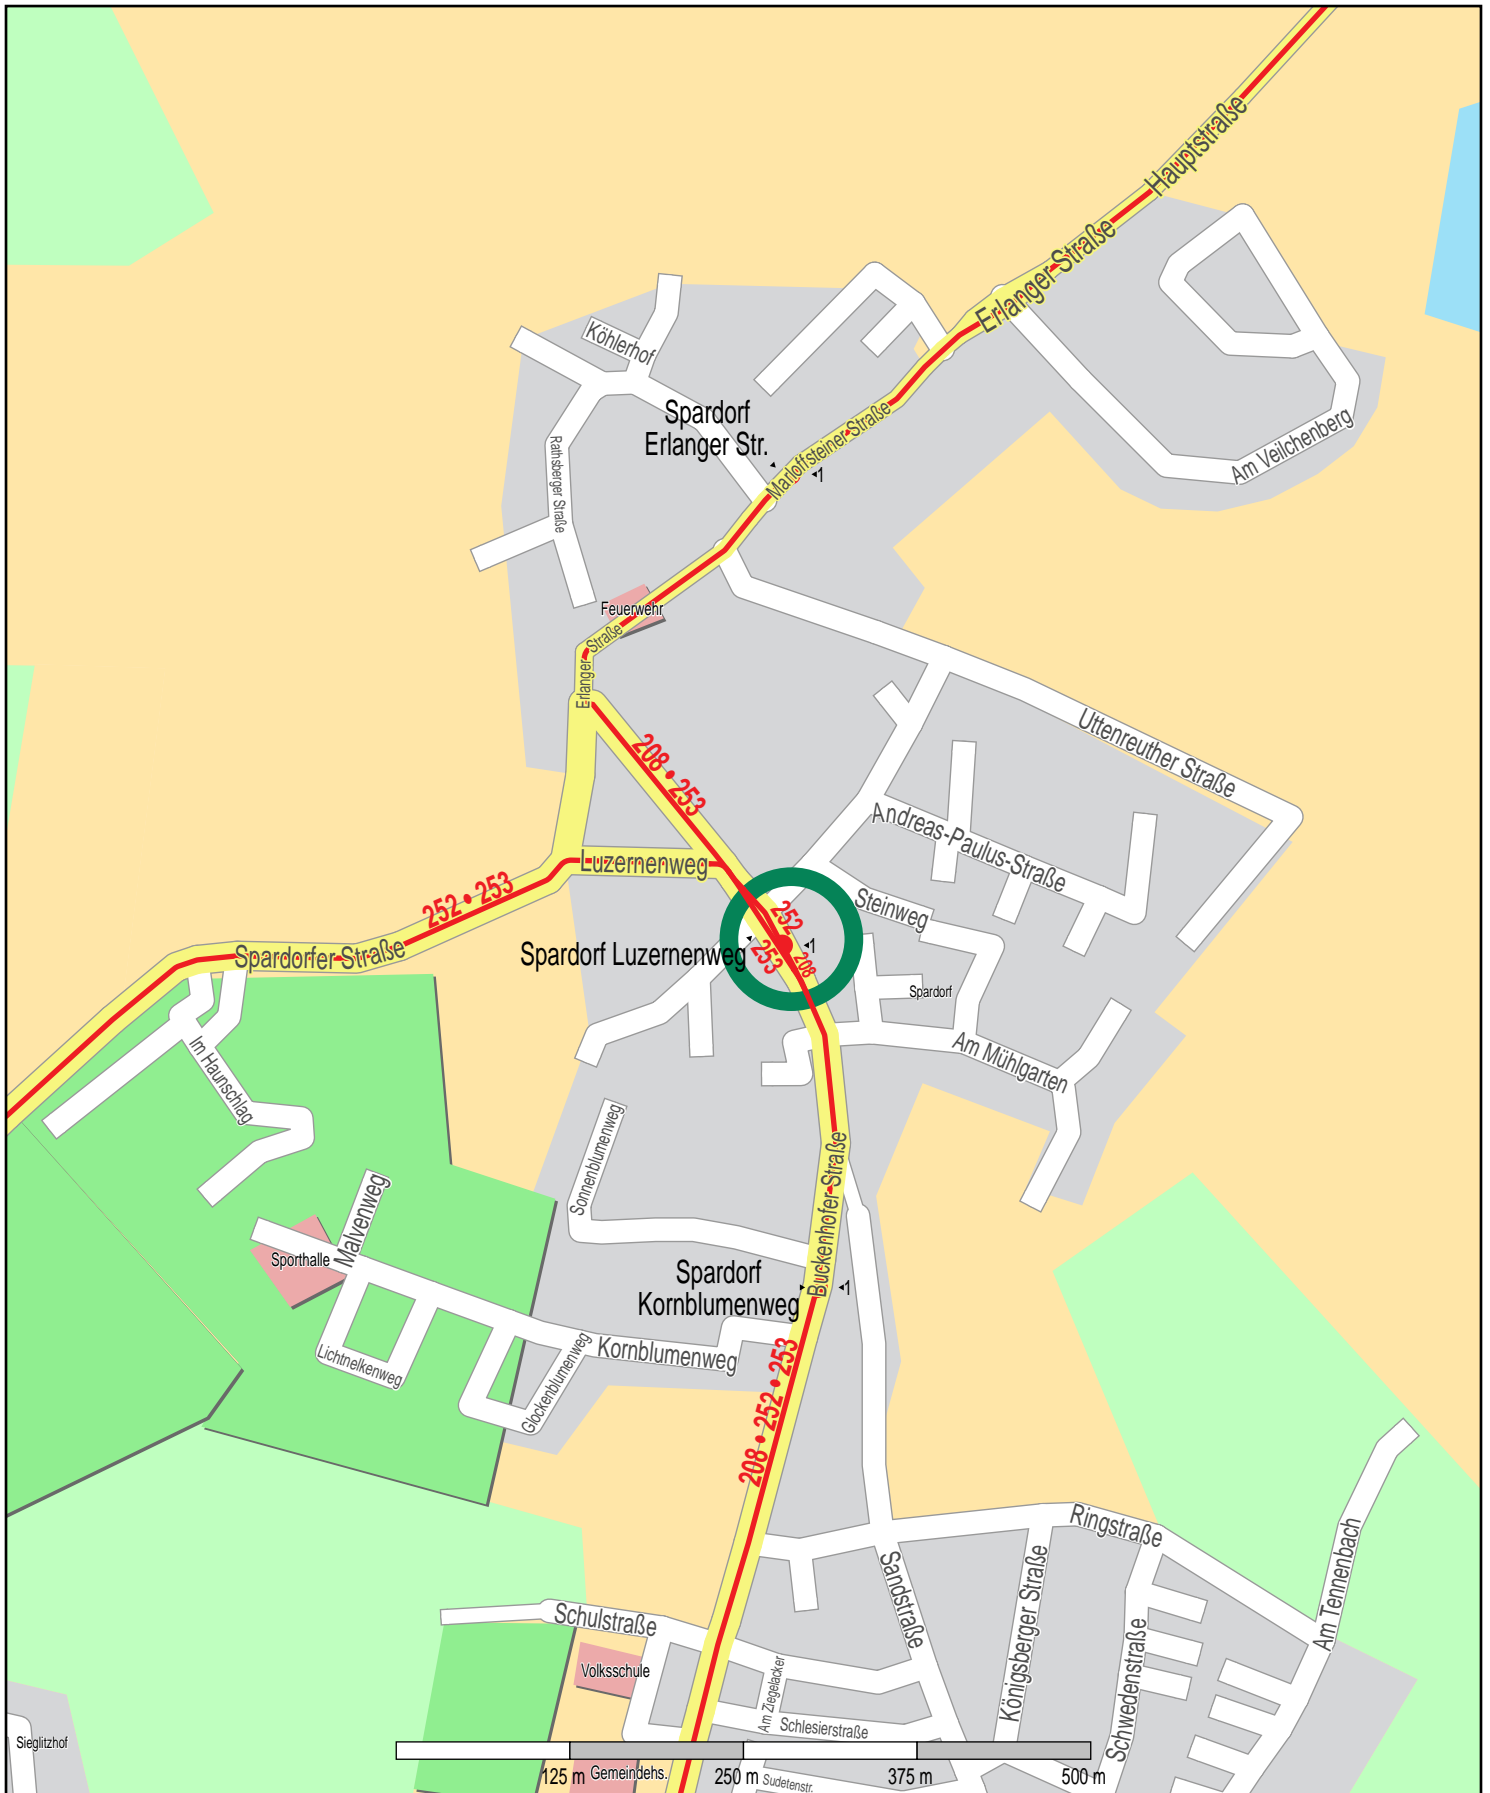 Hauptstraße
Erlanger Straße
Köhlerhof
Spardorf
Erlanger Str.
Marloffsteiner Straße
1
Am Veilchenberg
Rathsberger Straße
Feuerwehr
Erlanger Straße
Uttenreuther Straße
208 • 253
Andreas-Paulus-Straße
Luzernenweg
252 • 253
Steinweg
252
Spardorfer Straße
Spardorf Luzernenweg
253
208
1
Spardorf
Im Haunschlag
Am Mühlgarten
Sonnenblumenweg
Buckenhofer Straße
Malvenweg
Sporthalle
Spardorf
Kornblumenweg
1
Lichtnelkenweg
Glockenblumenweg
Kornblumenweg
208 • 252 • 253
Ringstraße
Sandstraße
Königsberger Straße
Am Tennenbach
Schulstraße
Schwedenstraße
Volksschule
Am Ziegelacker
Schlesierstraße
Sieglitzhof
125 m
Gemeindehs.
250 m
Sudetenstr.
375 m
500 m